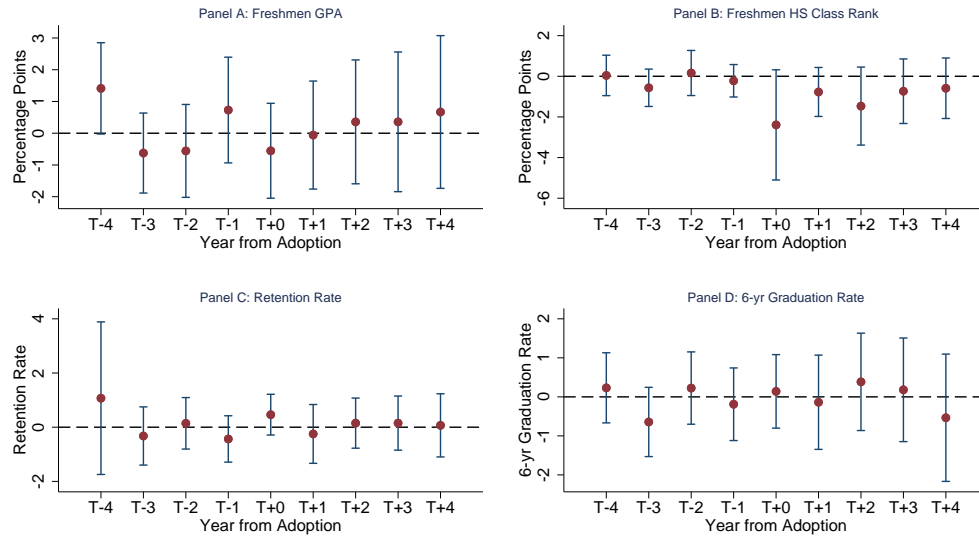 Panel A: Freshmen GPA
Percentage Points
3
2
1
0
-1
-2
T-4 T-3 T-2 T-1 T+0 T+1 T+2 T+3 T+4
Year from Adoption
Panel B: Freshmen HS Class Rank
Percentage Points
2
0
-2
-4
-6
T-4 T-3 T-2 T-1 T+0 T+1 T+2 T+3 T+4
Year from Adoption
Panel C: Retention Rate
Retention Rate
4
2
0
-2
T-4 T-3 T-2 T-1 T+0 T+1 T+2 T+3 T+4
Year from Adoption
Panel D: 6-yr Graduation Rate
6-yr Graduation Rate
2
1
0
-1
-2
T-4 T-3 T-2 T-1 T+0 T+1 T+2 T+3 T+4
Year from Adoption